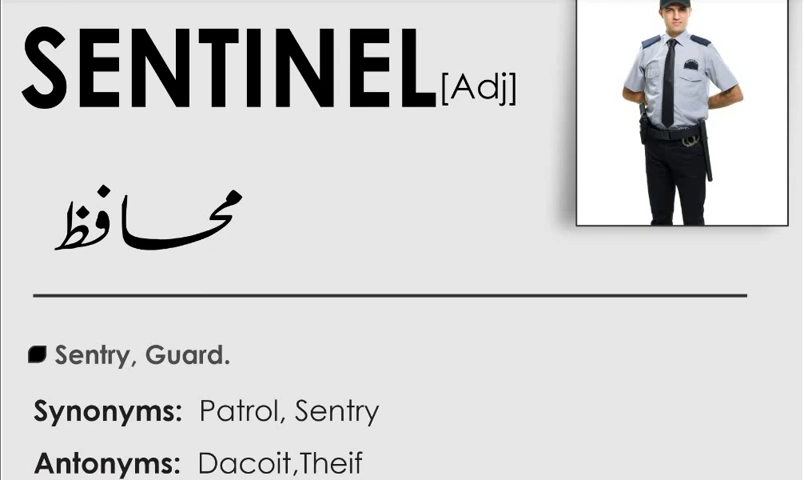 SENTINEL[Adj]
محافظ
Sentry, Guard.
Synonyms: Patrol, Sentry
Antonyms: Dacoit,Theif